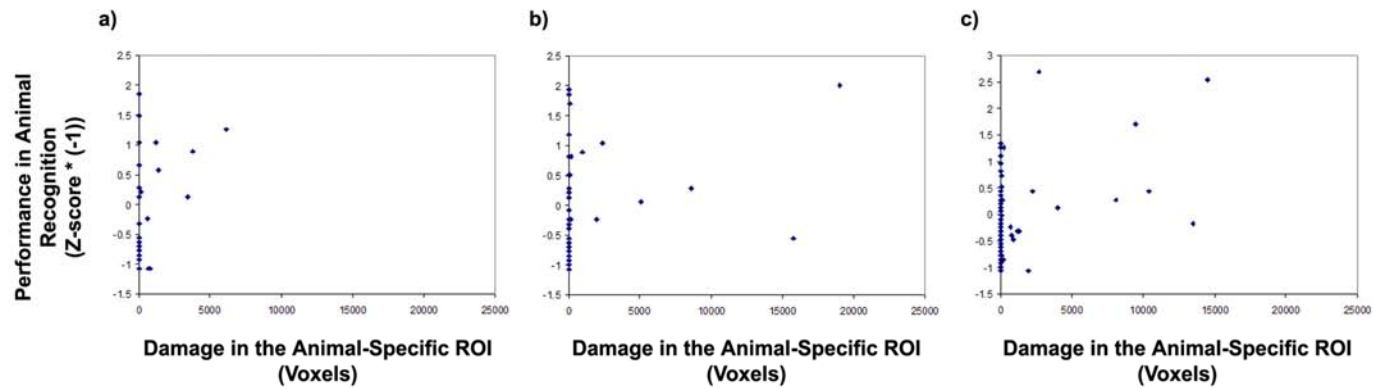 a)
b)
c)
Performance in Animal
Recognition
(Z-score * (-1))
2.5
2
1.5
1
0.5
0
-0.5
-1
-1.5
0 5000 10000 15000 20000 25000
2.5
2
1.5
1
0.5
0
-0.5
-1
-1.5
0 5000 10000 15000 20000 25000
3
2.5
2
1.5
1
0.5
0
-0.5
-1
-1.5
0 5000 10000 15000 20000 25000
Damage in the Animal-Specific ROI
(Voxels)
Damage in the Animal-Specific ROI
(Voxels)
Damage in the Animal-Specific ROI
(Voxels)